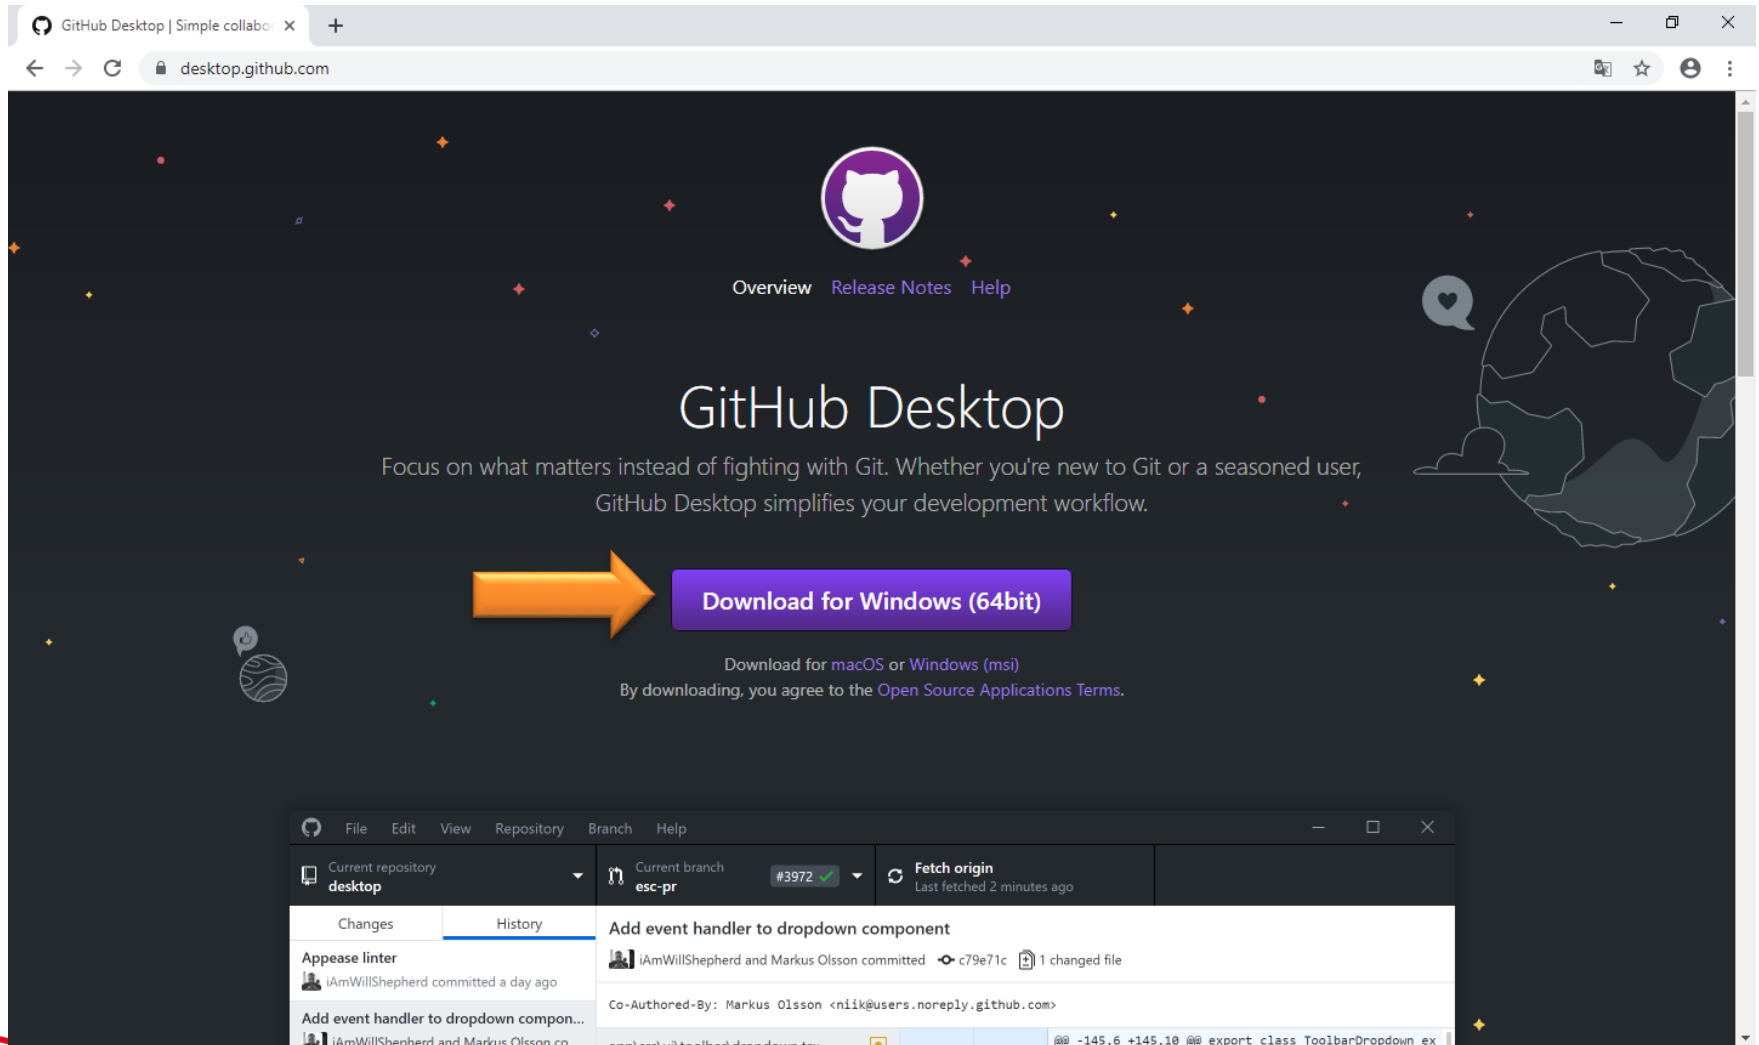 GitHub Desktop | Simple collabor
desktop.github.com
Overview Release Notes Help
GitHub Desktop
Focus on what matters instead of fighting with Git. Whether you're new to Git or a seasoned user,
GitHub Desktop simplifies your development workflow.
Download for Windows (64bit)
Download for macOS or Windows (msi)
By downloading, you agree to the Open Source Applications Terms.
File Edit View Repository Branch Help
Current repository
desktop
Current branch
esc-pr
#3972
Fetch origin
Last fetched 2 minutes ago
Changes History
Appease linter
iAmWillShepherd committed a day ago
Add event handler to dropdown compon...
iAmWillShepherd and Markus Olsson co
Add event handler to dropdown component
iAmWillShepherd and Markus Olsson committed c79e71c 1 changed file
Co-Authored-By: Markus Olsson <niik@users.noreply.github.com>
@@ -145,6 +145,10 @@ export class ToolbarDropdown ex